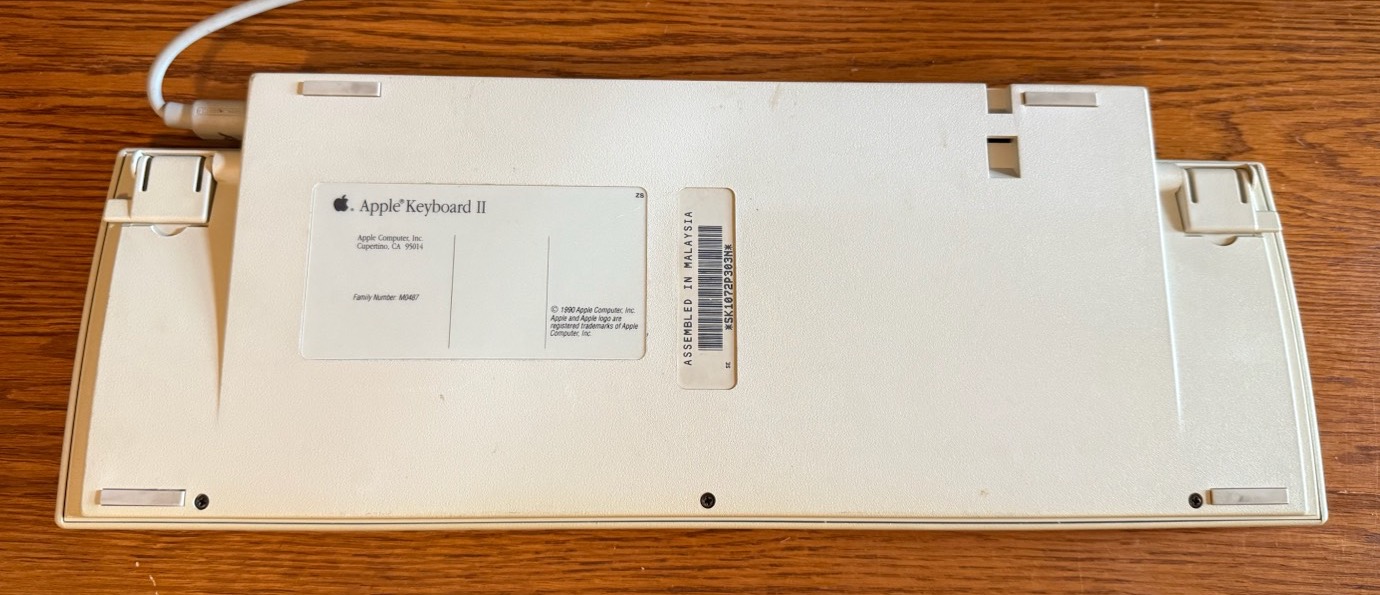 Apple® Keyboard II
ZS
Apple Computer, Inc.
Cupertino, CA 95014
Family Number: M0487
© 1990 Apple Computer, Inc.
Apple and Apple logo are
registered trademarks of Apple
Computer, Inc.
ASSEMBLED IN MALAYSIA
*SK1072P303N*